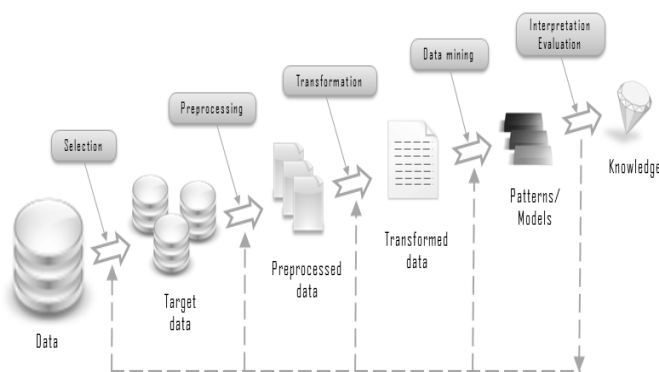 Interpretation
Evaluation
Data mining
Transformation
Preprocessing
Selection
Knowledge
Patterns/
Models
Transformed
data
Preprocessed
data
Target
data
Data